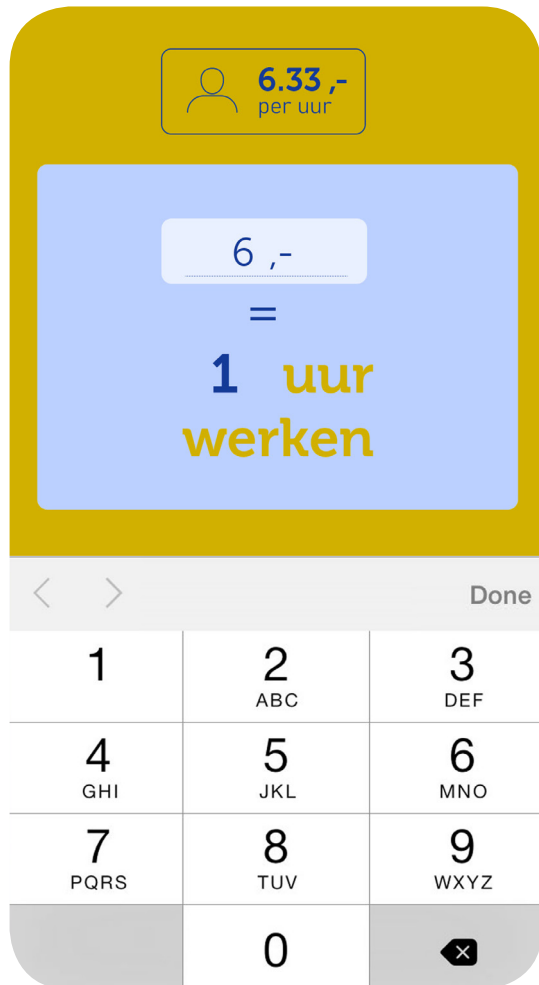 6.33 ,-
per uur
6 ,-
=
1 uur
werken
Done
1 2 3
ABC DEF
4 5 6
GHI JKL MNO
7 8 9
PQRS TUV WXYZ
0